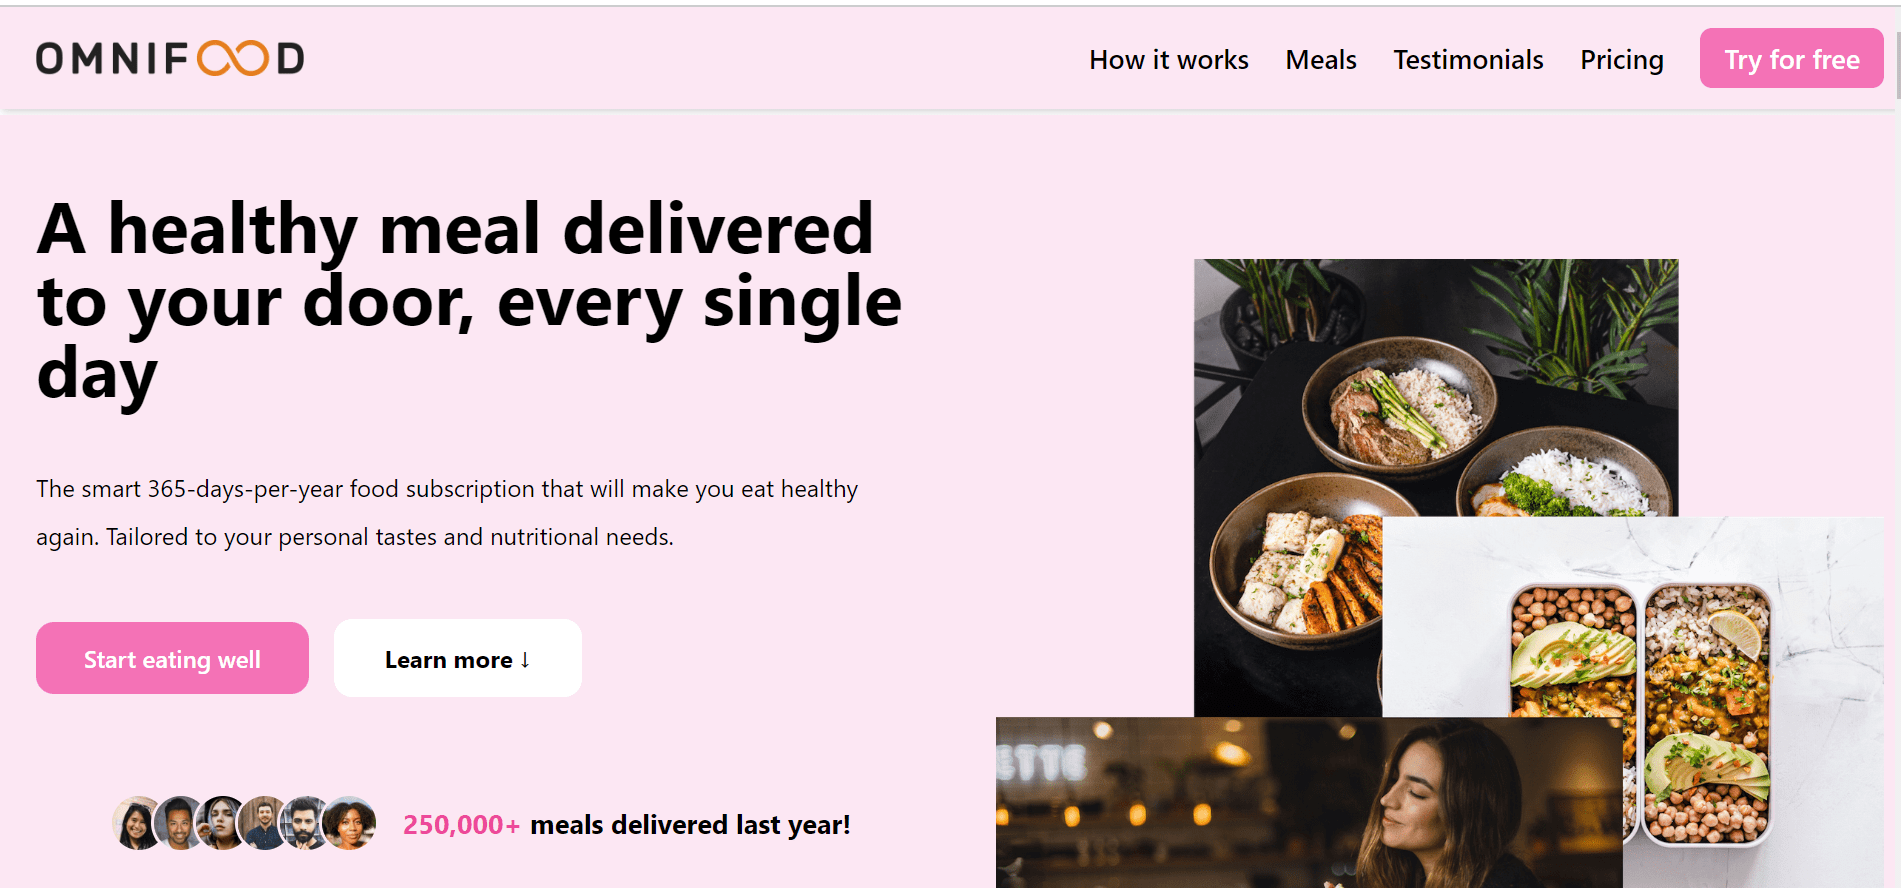 OMNIFOOD
How it works Meals Testimonials Pricing Try for free
A healthy meal delivered
to your door, every single
day
The smart 365-days-per-year food subscription that will make you eat healthy
again. Tailored to your personal tastes and nutritional needs.
Start eating well Learn more ↓
250,000+ meals delivered last year!
ETTE